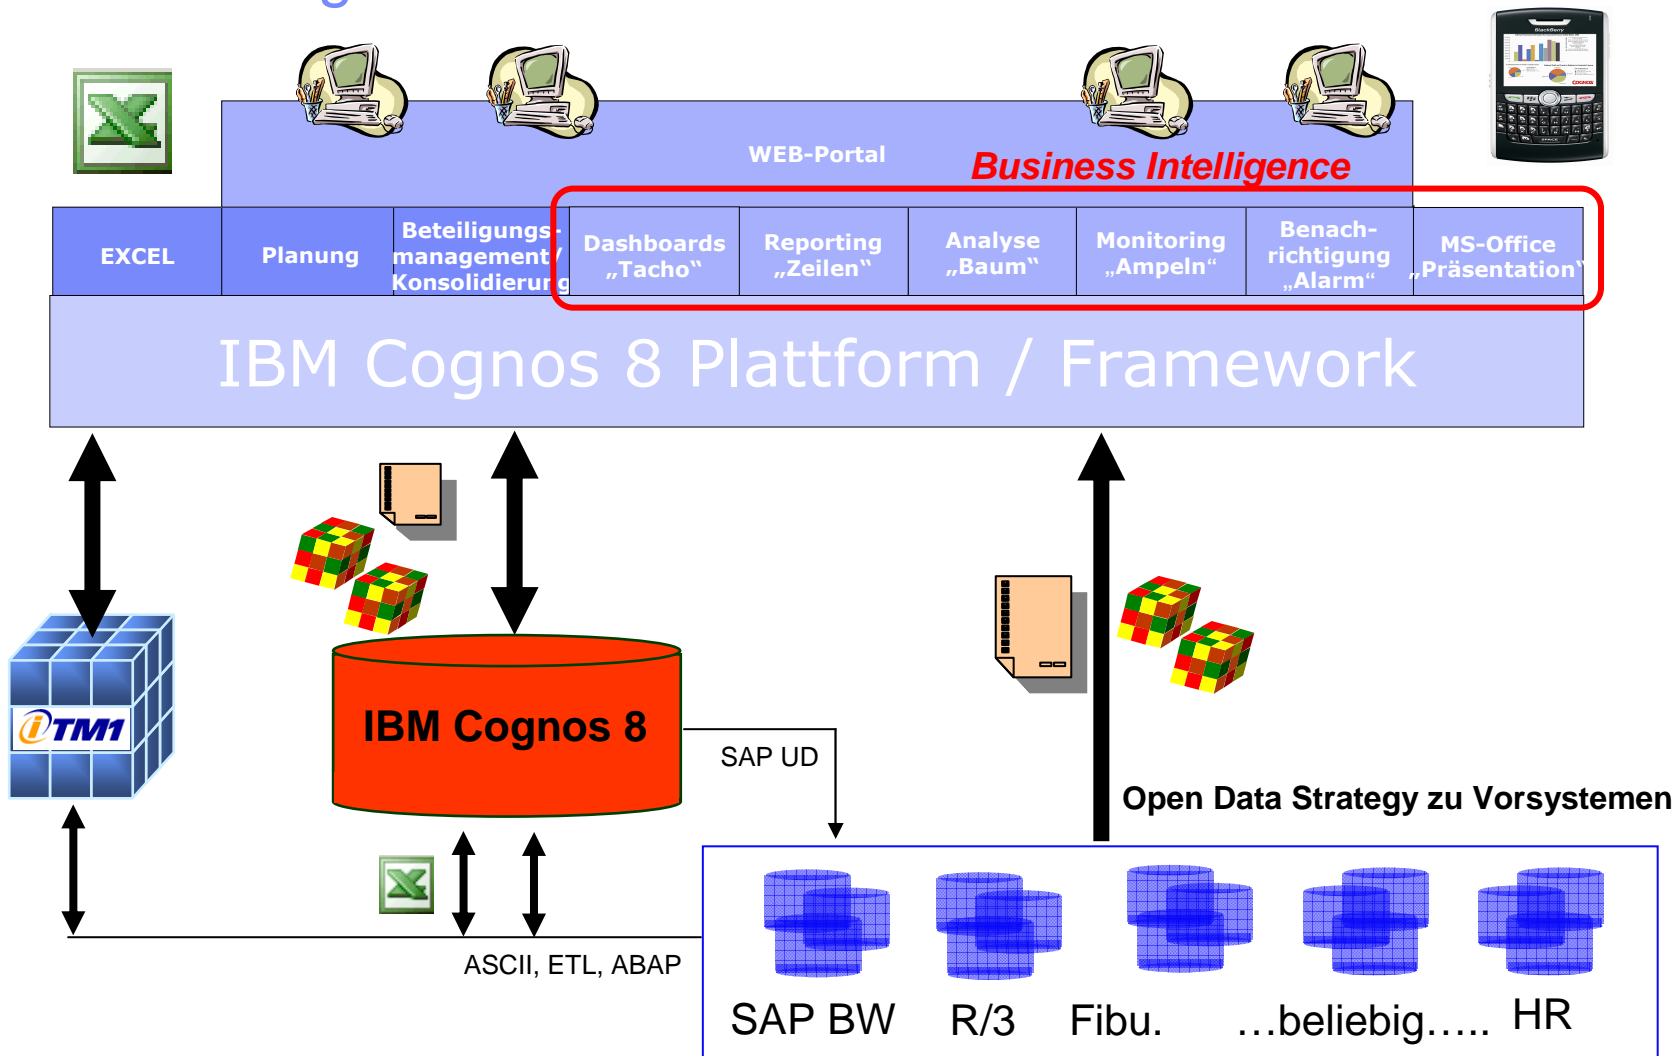 WEB-Portal
Business Intelligence
EXCEL
Planung
Beteiligungs-
management/
Konsolidierung
Dashboards
„Tacho“
Reporting
„Zeilen“
Analyse
„Baum“
Monitoring
„Ampeln“
Benach-
richtigung
„Alarm“
MS-Office
„Präsentation“
IBM Cognos 8 Plattform / Framework
TM1
IBM Cognos 8
SAP UD
Open Data Strategy zu Vorsystemen
ASCII, ETL, ABAP
SAP BW
R/3
Fibu.
…beliebig…..
HR
BlackBerry
COGNOS